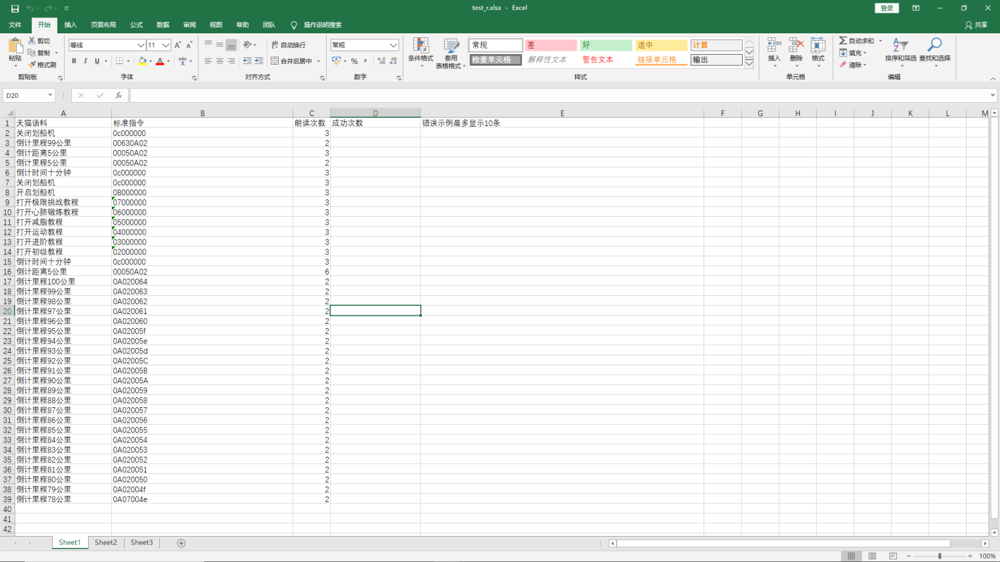 test_r.xlsx - Excel
登录
文件 开始 插入 页面布局 公式 数据 审阅 视图 帮助 团队 操作说明搜索 共享
粘贴 剪切 复制 格式刷 剪贴板
等线 11 B I U 字体
自动换行 合并后居中 对齐方式
常规 % 数字
条件格式 套用 表格格式
常规 差 好 适中 计算
检查单元格 解释性文本 警告文本 链接单元格 输出
样式
插入 删除 格式 单元格
自动求和 填充 清除 排序和筛选 查找和选择 编辑
D20 fx
A B C D E F G H I J K L M
1 天猫语料 标准指令 朗读次数 成功次数 错误示例最多显示10条
2 关闭划船机 0c000000 3
3 倒计里程99公里 00630A02 2
4 倒计距离5公里 00050A02 3
5 倒计里程5公里 00050A02 2
6 倒计时间十分钟 0c000000 3
7 关闭划船机 0c000000 3
8 开启划船机 0B000000 3
9 打开极限挑战教程 07000000 3
10 打开心肺锻炼教程 06000000 3
11 打开减脂教程 05000000 3
12 打开运动教程 04000000 3
13 打开进阶教程 03000000 3
14 打开初级教程 02000000 3
15 倒计时间十分钟 0c000000 3
16 倒计距离5公里 00050A02 6
17 倒计里程100公里 0A020064 2
18 倒计里程99公里 0A020063 2
19 倒计里程98公里 0A020062 2
20 倒计里程97公里 0A020061 2
21 倒计里程96公里 0A020060 2
22 倒计里程95公里 0A02005f 2
23 倒计里程94公里 0A02005e 2
24 倒计里程93公里 0A02005d 2
25 倒计里程92公里 0A02005C 2
26 倒计里程91公里 0A02005B 2
27 倒计里程90公里 0A02005A 2
28 倒计里程89公里 0A020059 2
29 倒计里程88公里 0A020058 2
30 倒计里程87公里 0A020057 2
31 倒计里程86公里 0A020056 2
32 倒计里程85公里 0A020055 2
33 倒计里程84公里 0A020054 2
34 倒计里程83公里 0A020053 2
35 倒计里程82公里 0A020052 2
36 倒计里程81公里 0A020051 2
37 倒计里程80公里 0A020050 2
38 倒计里程79公里 0A02004f 2
39 倒计里程78公里 0A07004e 2
40
41
42
Sheet1 Sheet2 Sheet3
100%